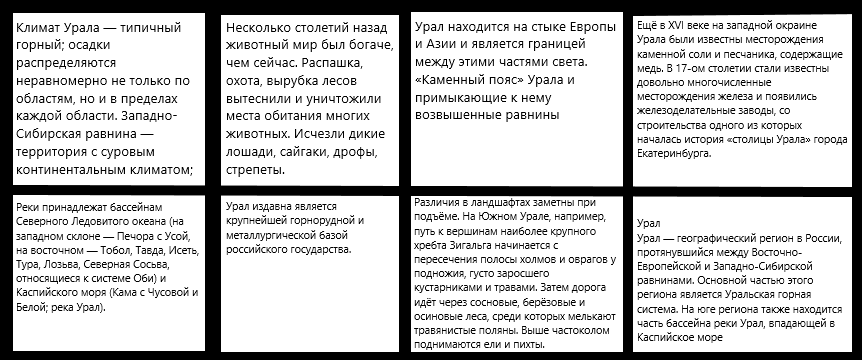 Климат Урала — типичный
горный; осадки
распределяются
неравномерно не только по
областям, но и в пределах
каждой области. Западно-
Сибирская равнина —
территория с суровым
континентальным климатом;
Несколько столетий назад
животный мир был богаче,
чем сейчас. Распашка,
охота, вырубка лесов
вытеснили и уничтожили
места обитания многих
животных. Исчезли дикие
лошади, сайгаки, дрофы,
стрепеты.
Урал находится на стыке Европы
и Азии и является границей
между этими частями света.
«Каменный пояс» Урала и
примыкающие к нему
возвышенные равнины
Ещё в XVI веке на западной окраине
Урала были известны месторождения
каменной соли и песчаника, содержащие
медь. В 17-ом столетии стали известны
довольно многочисленные
месторождения железа и появились
железоделательные заводы, со
строительства одного из которых
началась история «столицы Урала» города
Екатеринбурга.
Реки принадлежат бассейнам
Северного Ледовитого океана (на
западном склоне — Печора с Усой,
на восточном — Тобол, Тавда, Исеть,
Тура, Лозьва, Северная Сосьва,
относящиеся к системе Оби) и
Каспийского моря (Кама с Чусовой и
Белой; река Урал).
Урал издавна является
крупнейшей горнорудной и
металлургической базой
российского государства.
Различия в ландшафтах заметны при
подъёме. На Южном Урале, например,
путь к вершинам наиболее крупного
хребта Зигальга начинается с
пересечения полосы холмов и оврагов у
подножия, густо заросшего
кустарниками и травами. Затем дорога
идёт через сосновые, берёзовые и
осиновые леса, среди которых мелькают
травянистые поляны. Выше частоколом
поднимаются ели и пихты.
Урал
Урал — географический регион в России,
протянувшийся между Восточно-
Европейской и Западно-Сибирской
равнинами. Основной частью этого
региона является Уральская горная
система. На юге региона также находится
часть бассейна реки Урал, впадающей в
Каспийское море